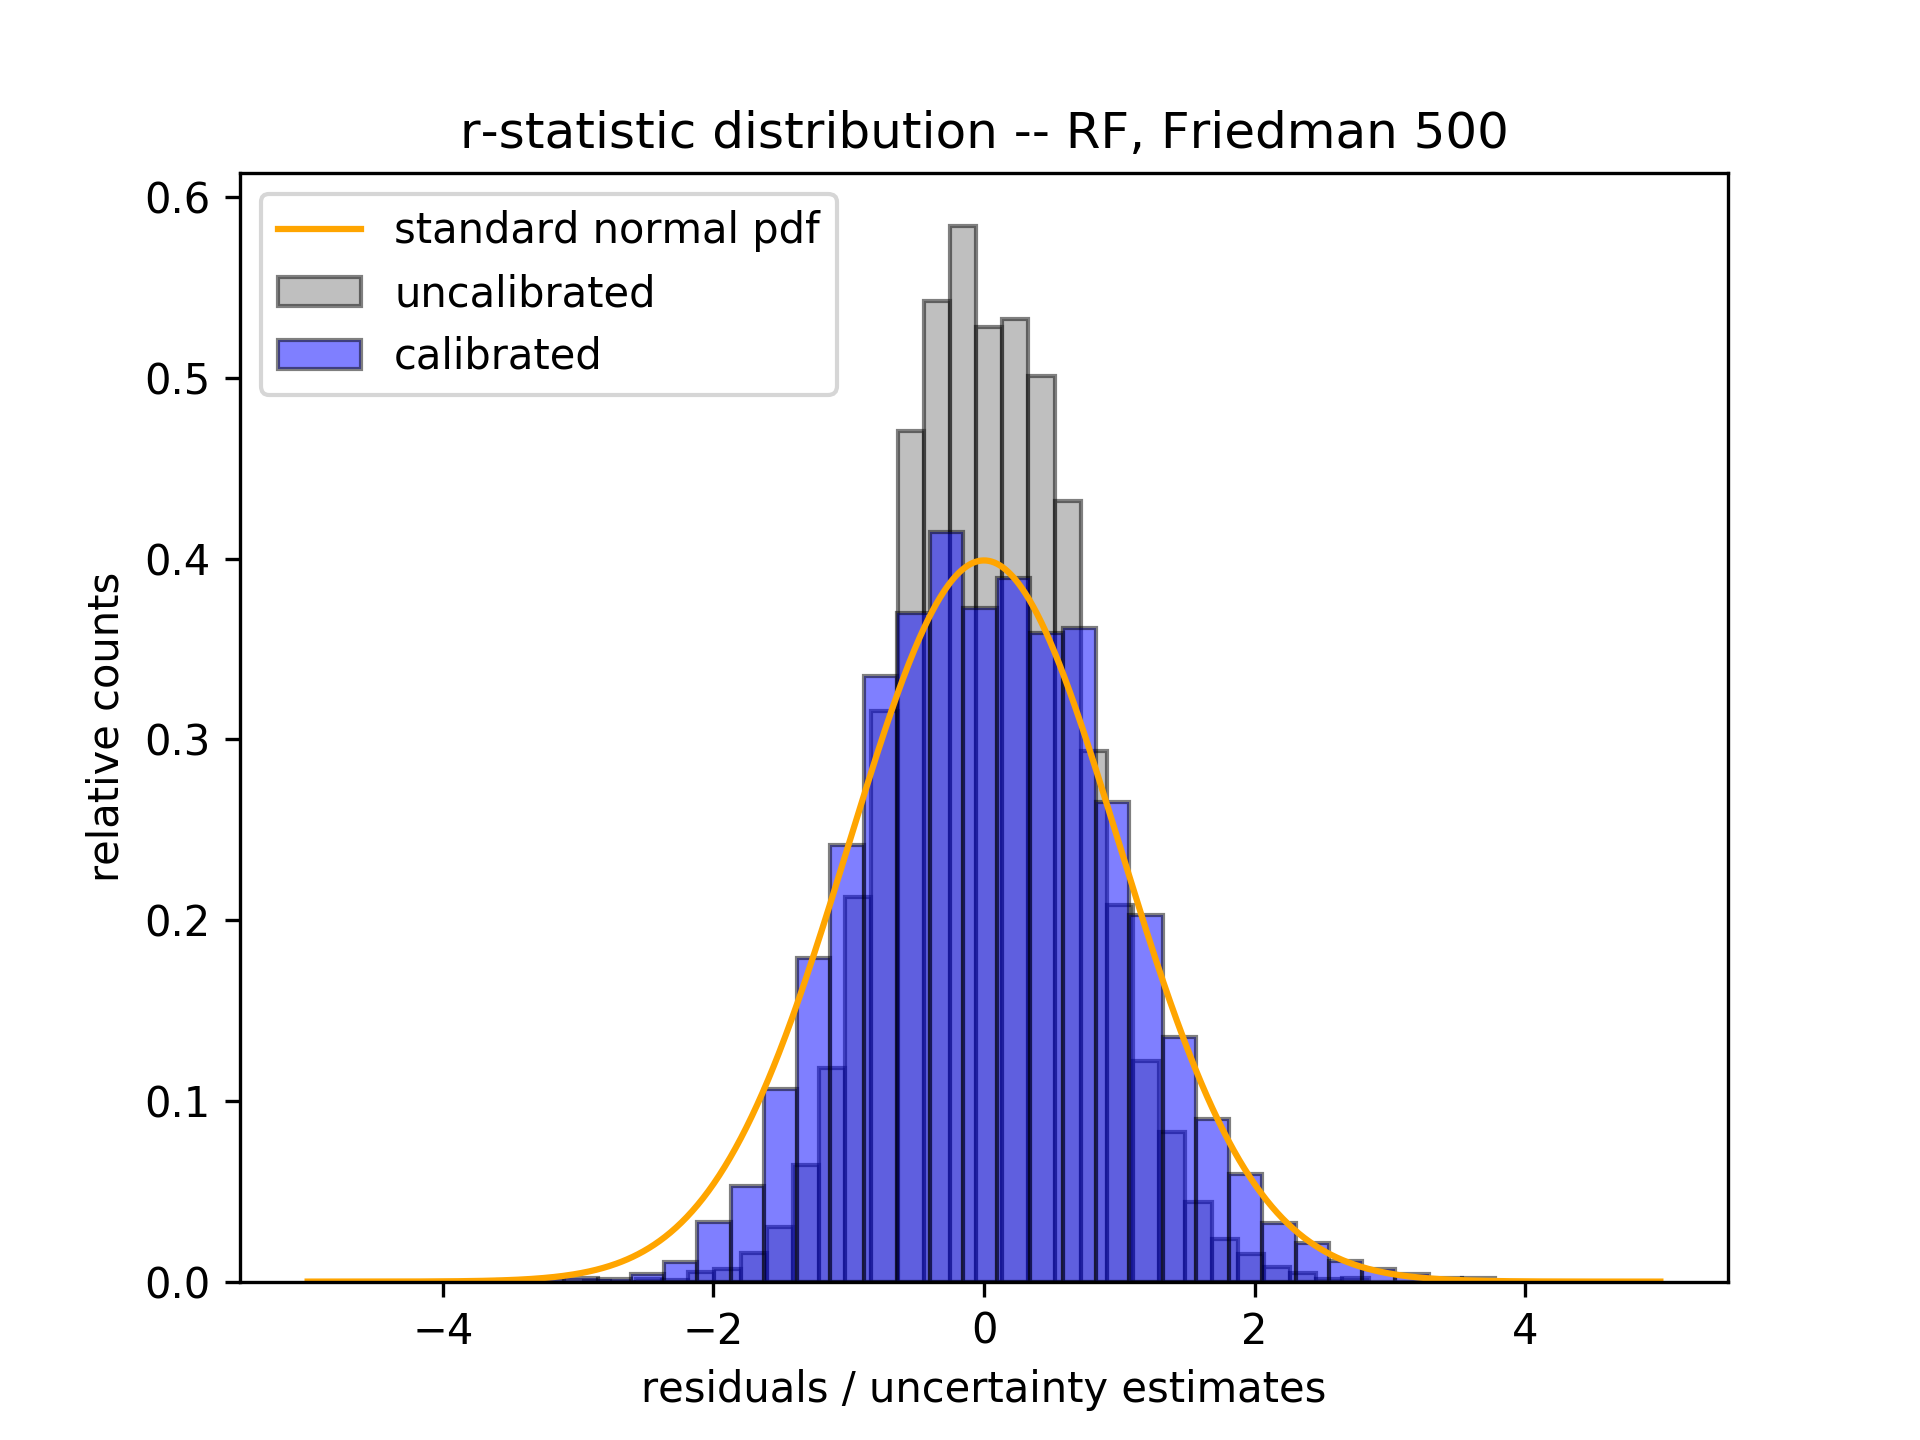 r-statistic distribution -- RF, Friedman 500
standard normal pdf
uncalibrated
calibrated
relative counts
0.6
0.5
0.4
0.3
0.2
0.1
0.0
−4
−2
0
2
4
residuals / uncertainty estimates